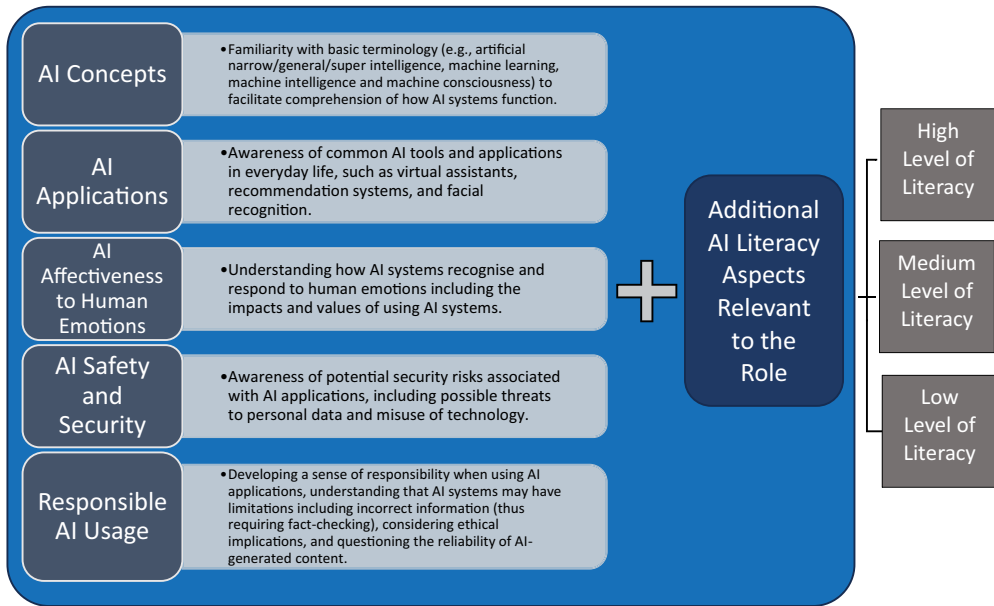 AI Concepts
•Familiarity with basic terminology (e.g., artificial
narrow/general/super intelligence, machine learning,
machine intelligence and machine consciousness) to
facilitate comprehension of how AI systems function.
AI
Applications
•Awareness of common AI tools and applications
in everyday life, such as virtual assistants,
recommendation systems, and facial
recognition.
AI
Affectiveness
to Human
Emotions
•Understanding how AI systems recognise and
respond to human emotions including the
impacts and values of using AI systems.
AI Safety
and
Security
•Awareness of potential security risks associated
with AI applications, including possible threats
to personal data and misuse of technology.
Responsible
AI Usage
•Developing a sense of responsibility when using AI
applications, understanding that AI systems may have
limitations including incorrect information (thus
requiring fact-checking), considering ethical
implications, and questioning the reliability of AI-
generated content.
Additional
AI Literacy
Aspects
Relevant
to the
Role
High
Level of
Literacy
Medium
Level of
Literacy
Low
Level of
Literacy